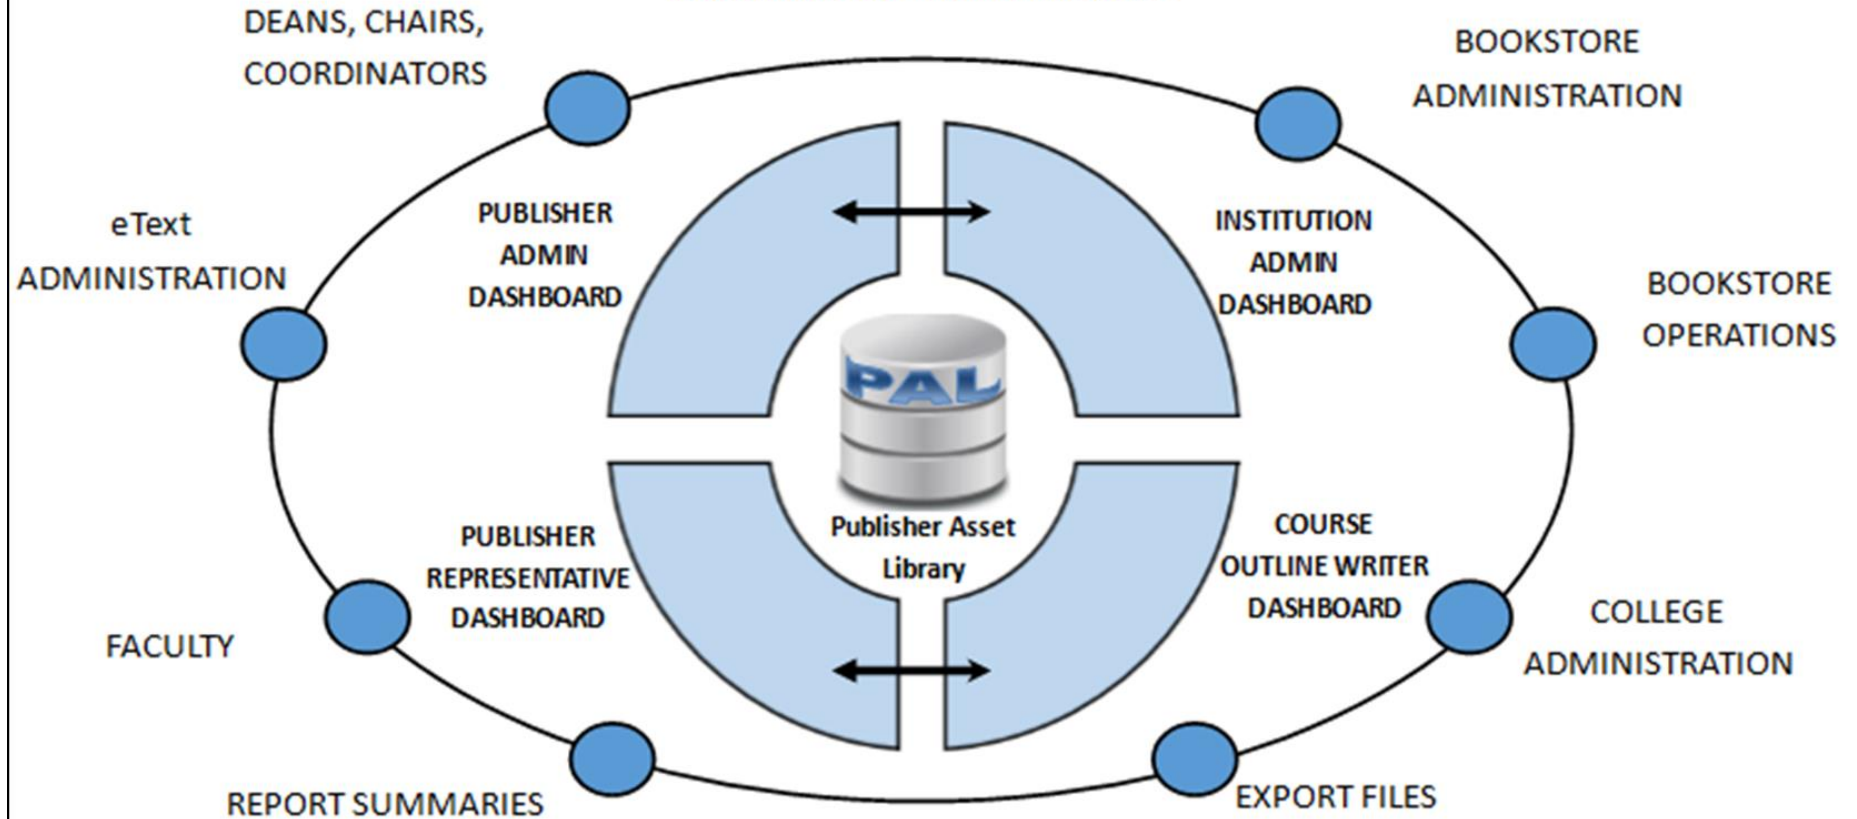 DEANS, CHAIRS,
COORDINATORS
BOOKSTORE
ADMINISTRATION
eText
ADMINISTRATION
PUBLISHER
ADMIN
DASHBOARD
INSTITUTION
ADMIN
DASHBOARD
BOOKSTORE
OPERATIONS
PAL
Publisher Asset
Library
PUBLISHER
REPRESENTATIVE
DASHBOARD
COURSE
OUTLINE WRITER
DASHBOARD
FACULTY
COLLEGE
ADMINISTRATION
REPORT SUMMARIES
EXPORT FILES